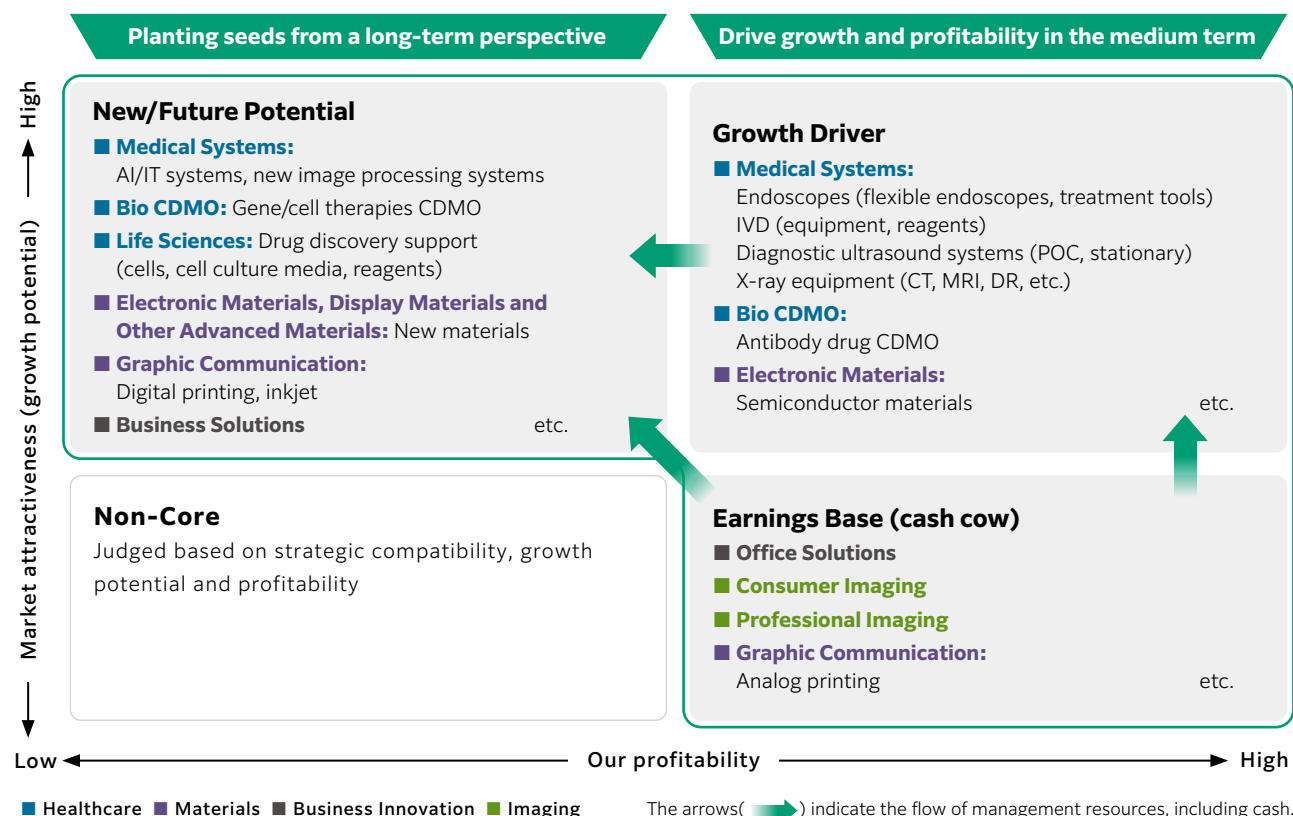 Planting seeds from a long-term perspective
Drive growth and profitability in the medium term
High
Market attractiveness (growth potential)
New/Future Potential
■ Medical Systems:
AI/IT systems, new image processing systems
■ Bio CDMO: Gene/cell therapies CDMO
■ Life Sciences: Drug discovery support
(cells, cell culture media, reagents)
■ Electronic Materials, Display Materials and
Other Advanced Materials: New materials
■ Graphic Communication:
Digital printing, inkjet
■ Business Solutions etc.
Growth Driver
■ Medical Systems:
Endoscopes (flexible endoscopes, treatment tools)
IVD (equipment, reagents)
Diagnostic ultrasound systems (POC, stationary)
X-ray equipment (CT, MRI, DR, etc.)
■ Bio CDMO:
Antibody drug CDMO
■ Electronic Materials:
Semiconductor materials etc.
Non-Core
Judged based on strategic compatibility, growth
potential and profitability
Earnings Base (cash cow)
■ Office Solutions
■ Consumer Imaging
■ Professional Imaging
■ Graphic Communication:
Analog printing etc.
Low Our profitability High
■ Healthcare ■ Materials ■ Business Innovation ■ Imaging
The arrows( ) indicate the flow of management resources, including cash.